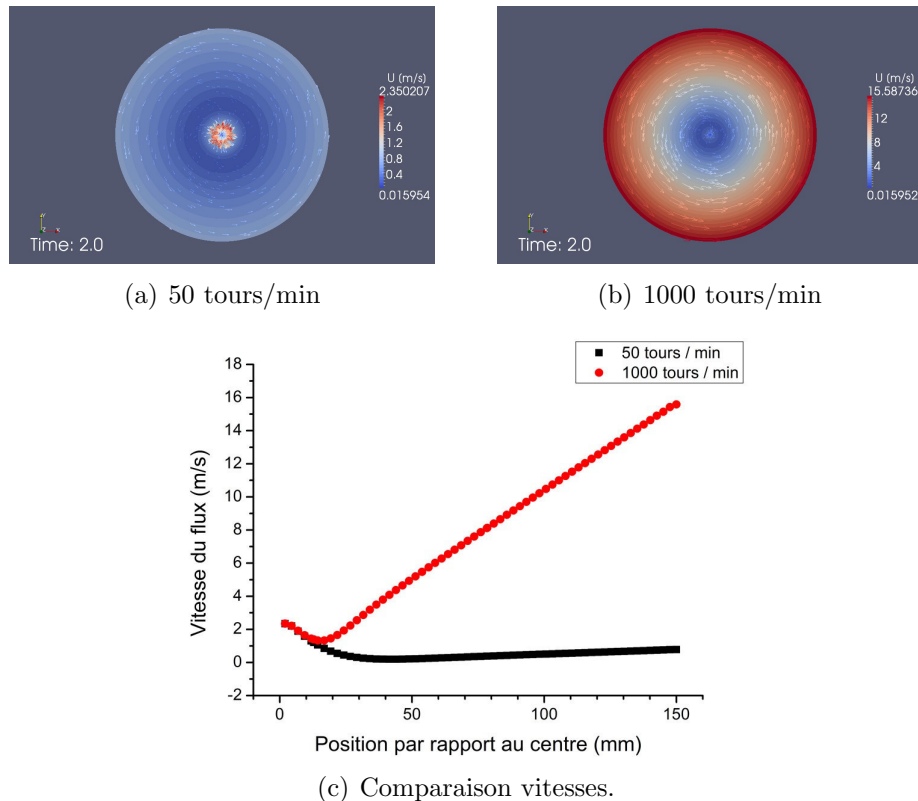 U (m/s)
2.350207
2
1.6
1.2
0.8
0.4
0.015954
Time: 2.0
(a) 50 tours/min
U (m/s)
15.58736
12
8
4
0.015952
Time: 2.0
(b) 1000 tours/min
50 tours / min
1000 tours / min
18
16
14
12
10
8
6
4
2
0
-2
Vitesse du flux (m/s)
0
50
100
150
Position par rapport au centre (mm)
(c) Comparaison vitesses.